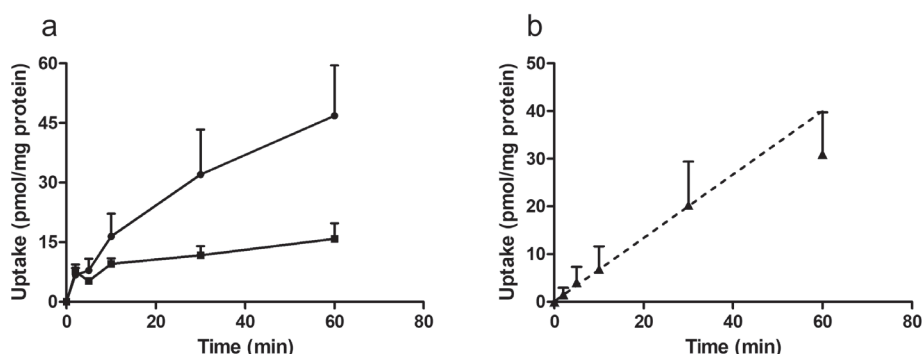 a
60
45
30
15
0
0 20 40 60 80
Uptake (pmol/mg protein)
Time (min)
b
50
40
30
20
10
0
0 20 40 60 80
Uptake (pmol/mg protein)
Time (min)